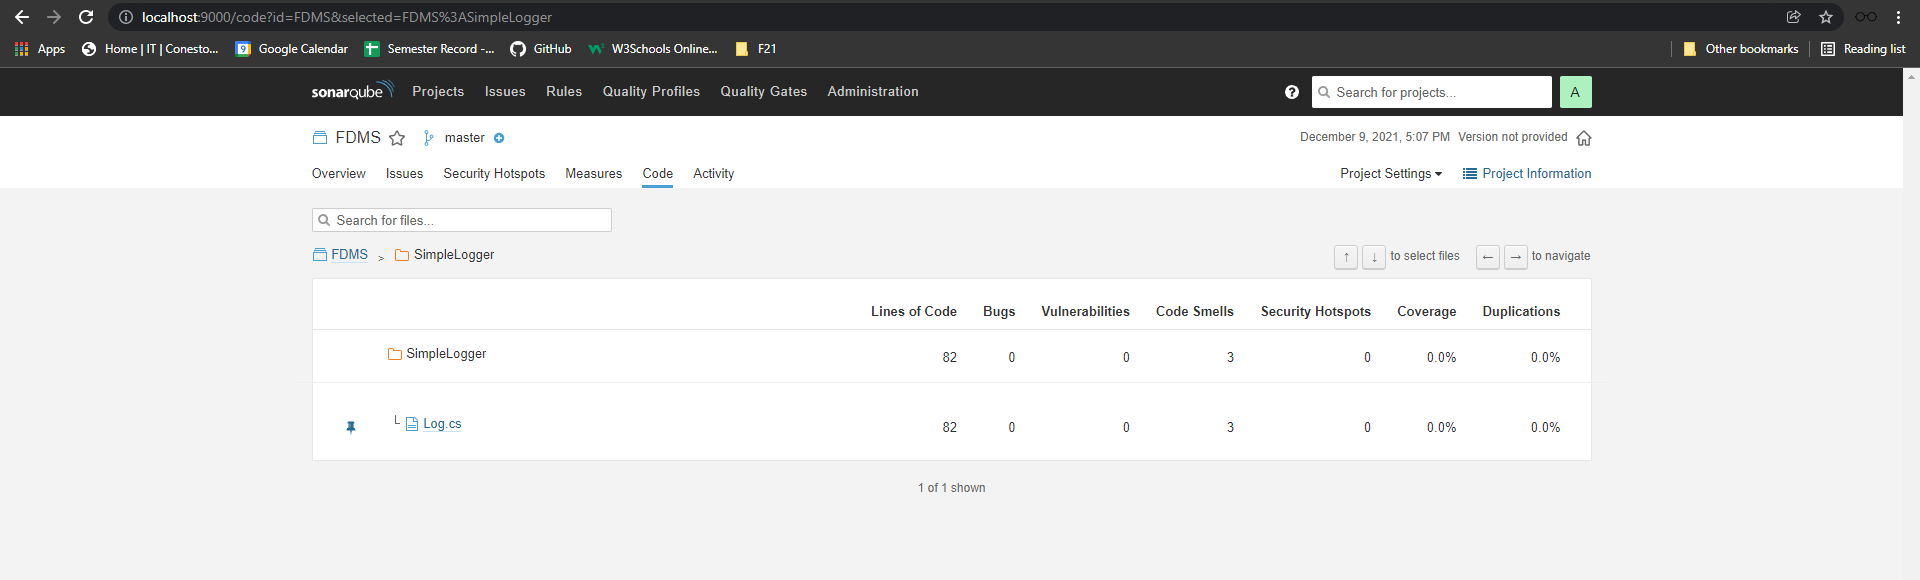 localhost:9000/code?id=FDMS&selected=FDMS%3ASimpleLogger
Apps Home | IT | Conesto... Google Calendar Semester Record -... GitHub W3Schools Online... F21 Other bookmarks Reading list
sonarqube Projects Issues Rules Quality Profiles Quality Gates Administration ? Search for projects... A
FDMS master December 9, 2021, 5:07 PM Version not provided
Overview Issues Security Hotspots Measures Code Activity Project Settings Project Information
Search for files...
FDMS > SimpleLogger ↑ ↓ to select files ← → to navigate
Lines of Code Bugs Vulnerabilities Code Smells Security Hotspots Coverage Duplications
SimpleLogger 82 0 0 3 0 0.0% 0.0%
Log.cs 82 0 0 3 0 0.0% 0.0%
1 of 1 shown